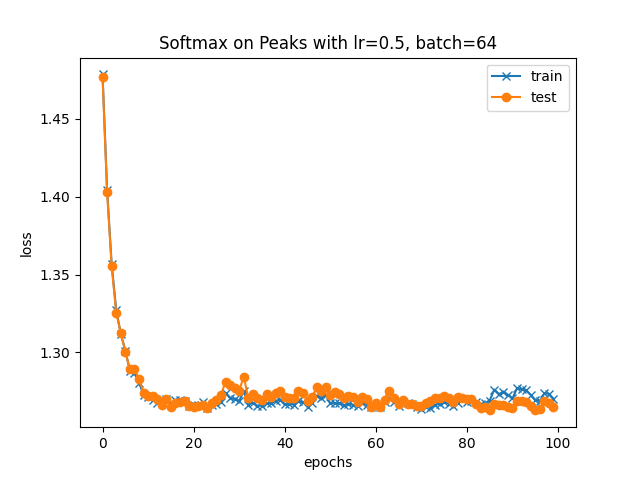 Softmax on Peaks with lr=0.5, batch=64
train
test
1.45
1.40
1.35
1.30
loss
0
20
40
60
80
100
epochs